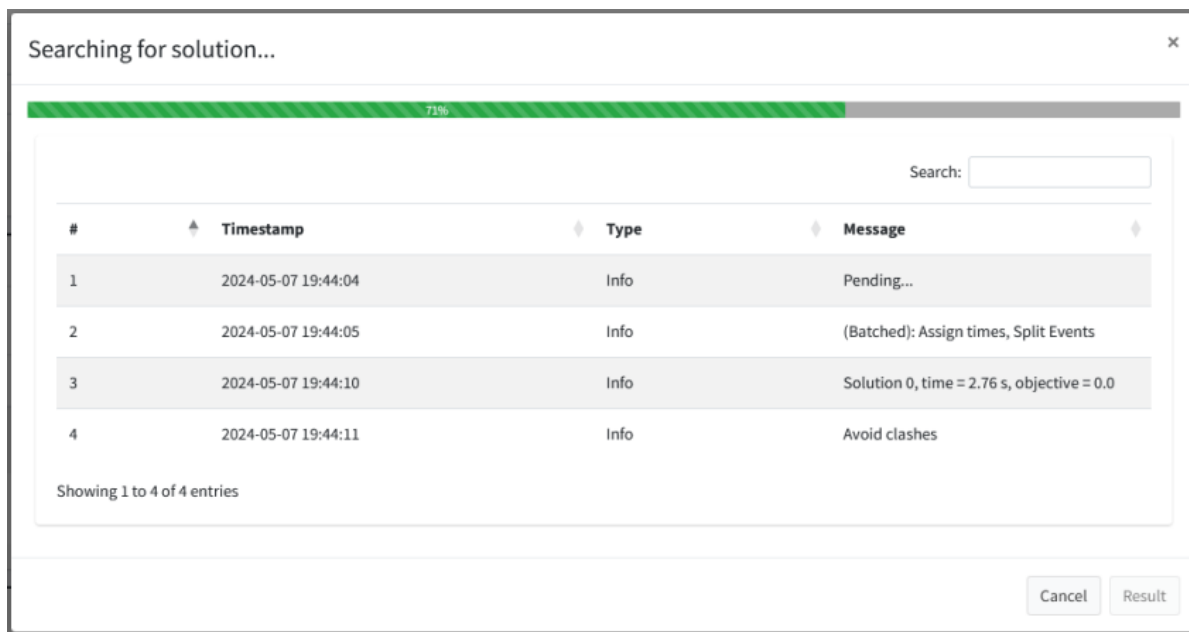 Searching for solution...
×
71%
Search:
# Timestamp Type Message
1 2024-05-07 19:44:04 Info Pending...
2 2024-05-07 19:44:05 Info (Batched): Assign times, Split Events
3 2024-05-07 19:44:10 Info Solution 0, time = 2.76 s, objective = 0.0
4 2024-05-07 19:44:11 Info Avoid clashes
Showing 1 to 4 of 4 entries
Cancel Result